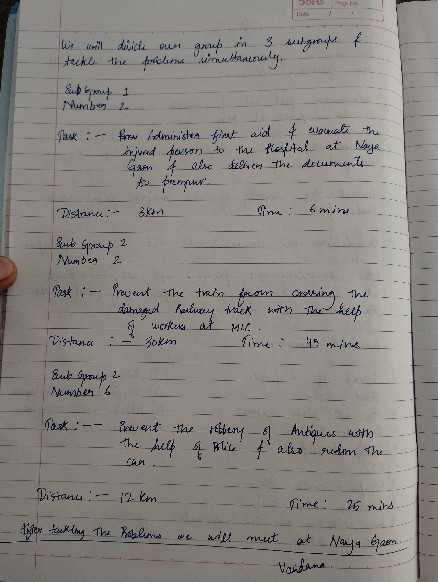 Date / /
We will divide our group in 3 subgroups &
tackle the problems simultaneously.
Sub Group 1
Number 2
Task :- Administer first aid & evacuate the
injured person to the Hospital at Naya
Gaon & also deliver the documents
to
Distance :- 3km Time : 6 mins
Sub Group 2
Number 2
Task :- Prevent the train from crossing the
damaged Railway track with the help
of workers at
Distance :- 30km Time : 45 mins
Sub Group 2
Number 6
Task :- Prevent the robbery of Antiques with
the help of Police & also the
car.
Distance :- 12 km Time : 25 mins
After tackling the Problems we will meet at Naya Gaon